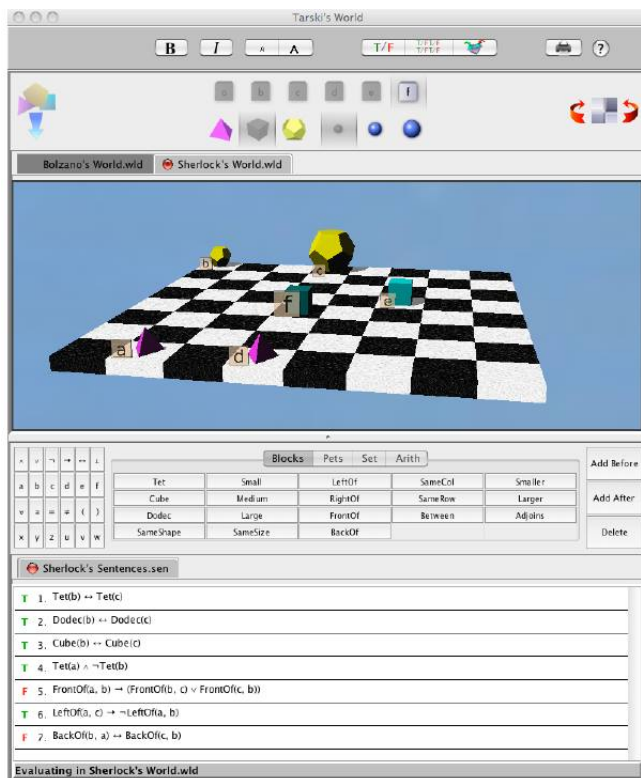 Tarski's World
B I A A T/F T/F T/F T/F T/F ?
a b c d e f
Bolzano's World.wld Sherlock's World.wld
b
c
f
e
a
d
∧ ∨ ¬ → ↔ ⊥ Blocks Pets Set Arith Add Before
a b c d e f Tet Small LeftOf SameCol Smaller
Cube Medium RightOf SameRow Larger Add After
∀ ∃ = ≠ ( ) Dodec Large FrontOf Between Adjoins
x y z u v w SameShape SameSize BackOf Delete
Sherlock's Sentences.sen
T 1. Tet(b) ↔ Tet(c)
T 2. Dodec(b) ↔ Dodec(c)
T 3. Cube(b) ↔ Cube(c)
T 4. Tet(a) ∧ ¬Tet(b)
F 5. FrontOf(a, b) → (FrontOf(b, c) ∨ FrontOf(c, b))
T 6. LeftOf(a, c) → ¬LeftOf(a, b)
F 7. BackOf(b, a) ↔ BackOf(c, b)
Evaluating in Sherlock's World.wld